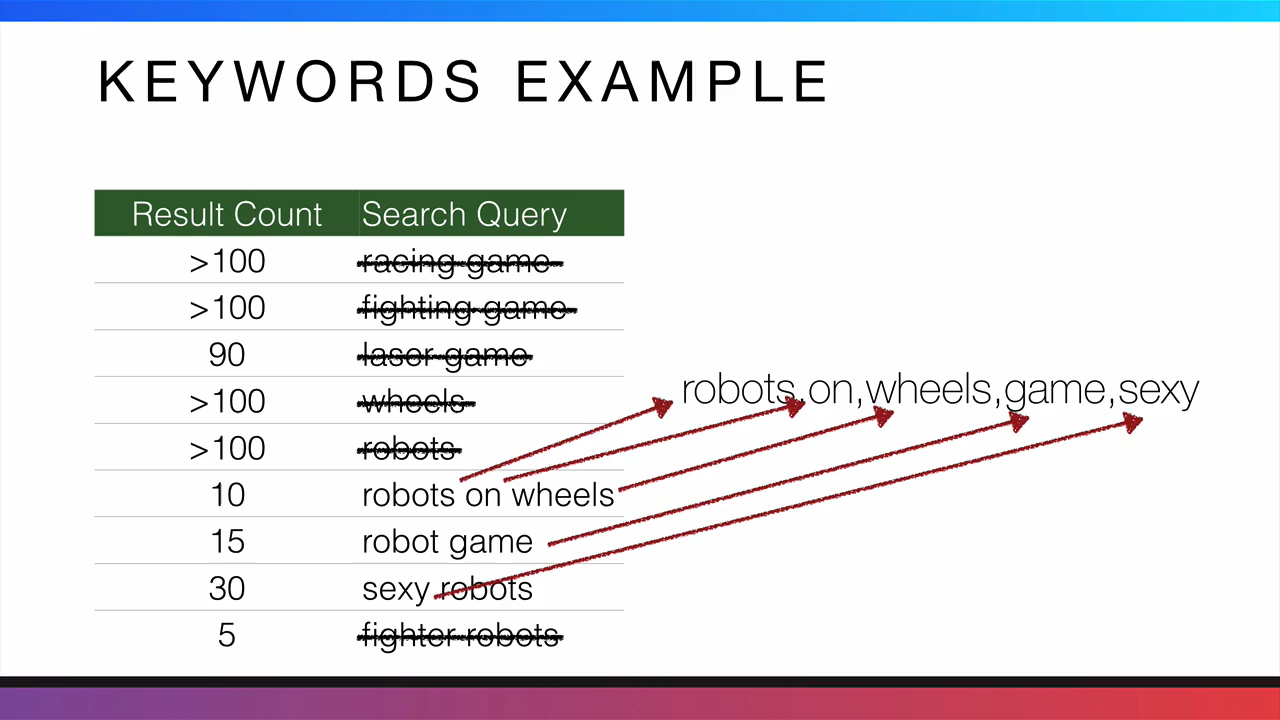 KEYWORDS EXAMPLE
Result Count Search Query
>100 racing game
>100 fighting game
90 laser game
>100 wheels
>100 robots
10 robots on wheels
15 robot game
30 sexy robots
5 fighter robots
robots,on,wheels,game,sexy